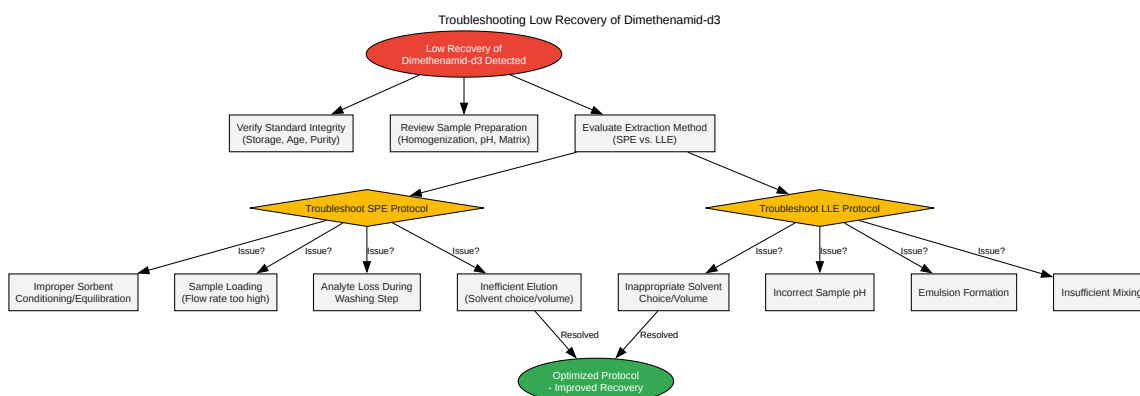 Troubleshooting Low Recovery of Dimethenamid-d3
Low Recovery of
Dimethenamid-d3 Detected
Verify Standard Integrity
(Storage, Age, Purity)
Review Sample Preparation
(Homogenization, pH, Matrix)
Evaluate Extraction Method
(SPE vs. LLE)
Troubleshoot SPE Protocol
Troubleshoot LLE Protocol
Issue?
Issue?
Issue?
Issue?
Issue?
Issue?
Issue?
Issue?
Improper Sorbent
Conditioning/Equilibration
Sample Loading
(Flow rate too high)
Analyte Loss During
Washing Step
Inefficient Elution
(Solvent choice/volume)
Inappropriate Solvent
Choice/Volume
Incorrect Sample pH
Emulsion Formation
Insufficient Mixing
Resolved
Resolved
Optimized Protocol
- Improved Recovery